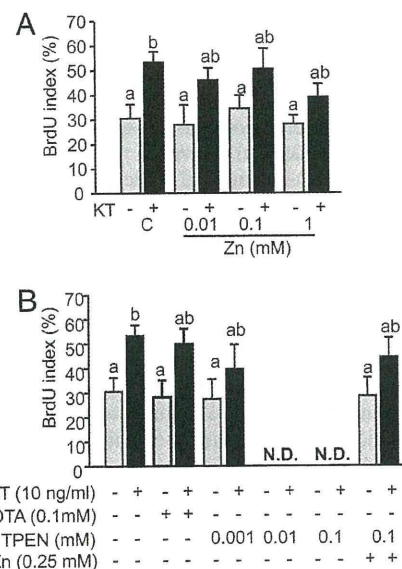 A
BrdU index (%)
70
60
50
40
30
20
10
0
a b a ab a ab a ab
KT - + - + - + - +
C 0.01 0.1 1
Zn (mM)
B
BrdU index (%)
70
60
50
40
30
20
10
0
a b a ab a ab N.D. N.D. a ab
T (10 ng/ml) - + - + - + - + - + - +
OTA (0.1mM) - - + + - - - - - - - -
TPEN (mM) - - - - 0.001 0.01 0.1 0.1
Zn (0.25 mM) - - - - - - - - - - + +